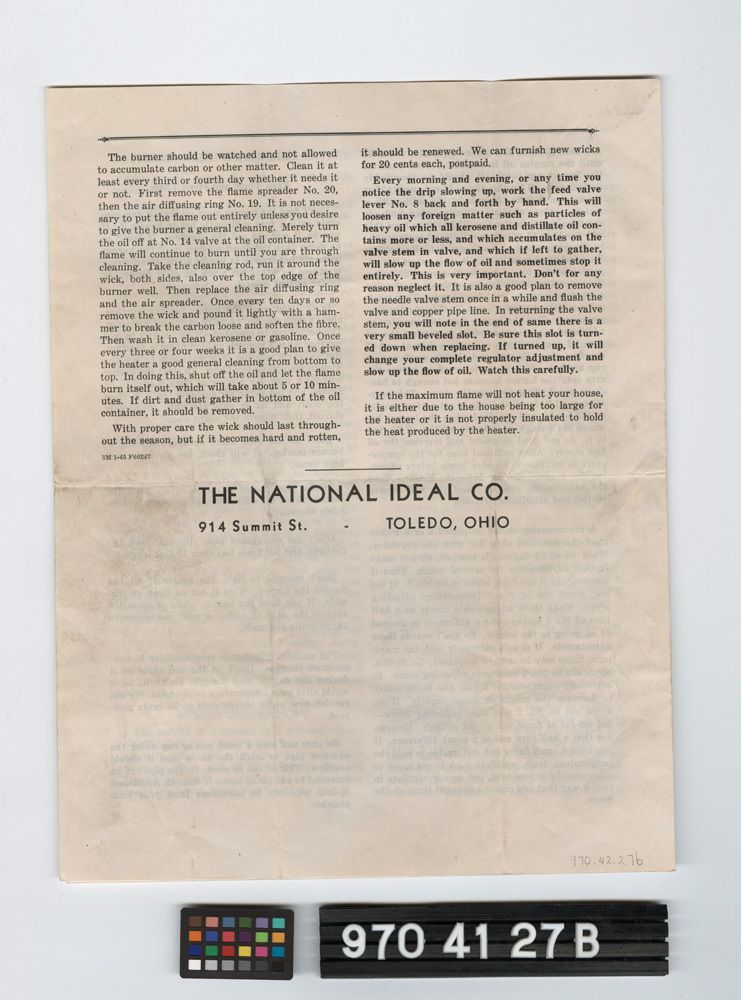 The burner should be watched and not allowed
to accumulate carbon or other matter. Clean it at
least every third or fourth day whether it needs it
or not. First remove the flame spreader No. 20,
then the air diffusing ring No. 19. It is not neces-
sary to put the flame out entirely unless you desire
to give the burner a general cleaning. Merely turn
the oil off at No. 14 valve at the oil container. The
flame will continue to burn until you are through
cleaning. Take the cleaning rod, run it around the
wick, both sides, also over the top edge of the
burner well. Then replace the air diffusing ring
and the air spreader. Once every ten days or so
remove the wick and pound it lightly with a ham-
mer to break the carbon loose and soften the fibre.
Then wash it in clean kerosene or gasoline. Once
every three or four weeks it is a good plan to give
the heater a good general cleaning from bottom to
top. In doing this, shut off the oil and let the flame
burn itself out, which will take about 5 or 10 min-
utes. If dirt and dust gather in bottom of the oil
container, it should be removed.
With proper care the wick should last through-
out the season, but if it becomes hard and rotten,
3M 1-45 F60247
it should be renewed. We can furnish new wicks
for 20 cents each, postpaid.
Every morning and evening, or any time you
notice the drip slowing up, work the feed valve
lever No. 8 back and forth by hand. This will
loosen any foreign matter such as particles of
heavy oil which all kerosene and distillate oil con-
tains more or less, and which accumulates on the
valve stem in valve, and which if left to gather,
will slow up the flow of oil and sometimes stop it
entirely. This is very important. Don't for any
reason neglect it. It is also a good plan to remove
the needle valve stem once in a while and flush the
valve and copper pipe line. In returning the valve
stem, you will note in the end of same there is a
very small beveled slot. Be sure this slot is turn-
ed down when replacing. If turned up, it will
change your complete regulator adjustment and
slow up the flow of oil. Watch this carefully.
If the maximum flame will not heat your house,
it is either due to the house being too large for
the heater or it is not properly insulated to hold
the heat produced by the heater.
THE NATIONAL IDEAL CO.
914 Summit St. - TOLEDO, OHIO
970.42.27b
970 41 27B